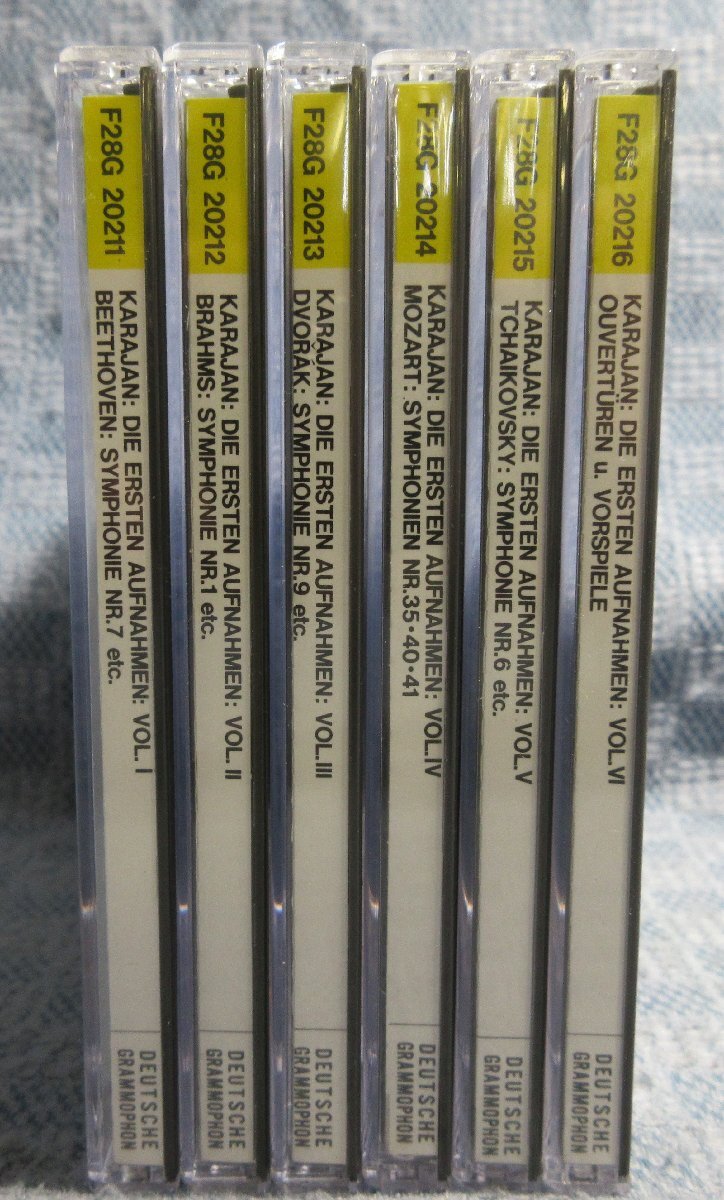 F28G 20211
KARAJAN: DIE ERSTEN AUFNAHMEN: VOL. I
BEETHOVEN: SYMPHONIE NR.7 etc.
DEUTSCHE
GRAMMOPHON
F28G 20212
KARAJAN: DIE ERSTEN AUFNAHMEN: VOL. II
BRAHMS: SYMPHONIE NR.1 etc.
DEUTSCHE
GRAMMOPHON
F28G 20213
KARAJAN: DIE ERSTEN AUFNAHMEN: VOL.III
DVOŘÁK: SYMPHONIE NR.9 etc.
DEUTSCHE
GRAMMOPHON
F28G 20214
KARAJAN: DIE ERSTEN AUFNAHMEN: VOL.IV
MOZART: SYMPHONIEN NR.35·40·41
DEUTSCHE
GRAMMOPHON
F28G 20215
KARAJAN: DIE ERSTEN AUFNAHMEN: VOL.V
TCHAIKOVSKY: SYMPHONIE NR.6 etc.
DEUTSCHE
GRAMMOPHON
F28G 20216
KARAJAN: DIE ERSTEN AUFNAHMEN: VOL.VI
OUVERTÜREN u. VORSPIELE
DEUTSCHE
GRAMMOPHON